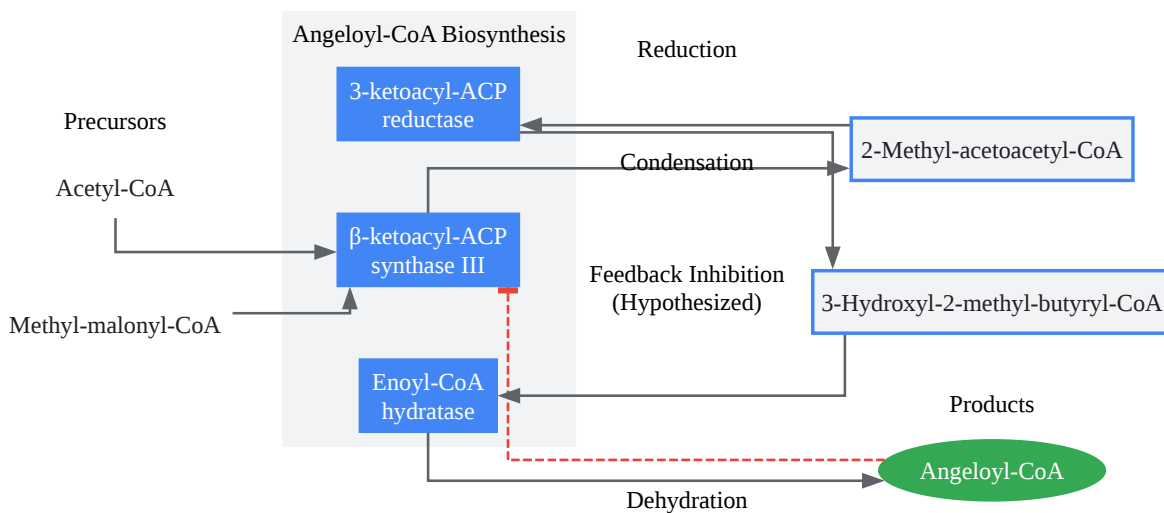 Angeloyl-CoA Biosynthesis
Reduction
3-ketoacyl-ACP
reductase
Precursors
2-Methyl-acetoacetyl-CoA
Condensation
Acetyl-CoA
β-ketoacyl-ACP
synthase III
Feedback Inhibition
(Hypothesized)
3-Hydroxyl-2-methyl-butyryl-CoA
Methyl-malonyl-CoA
Enoyl-CoA
hydratase
Products
Angeloyl-CoA
Dehydration